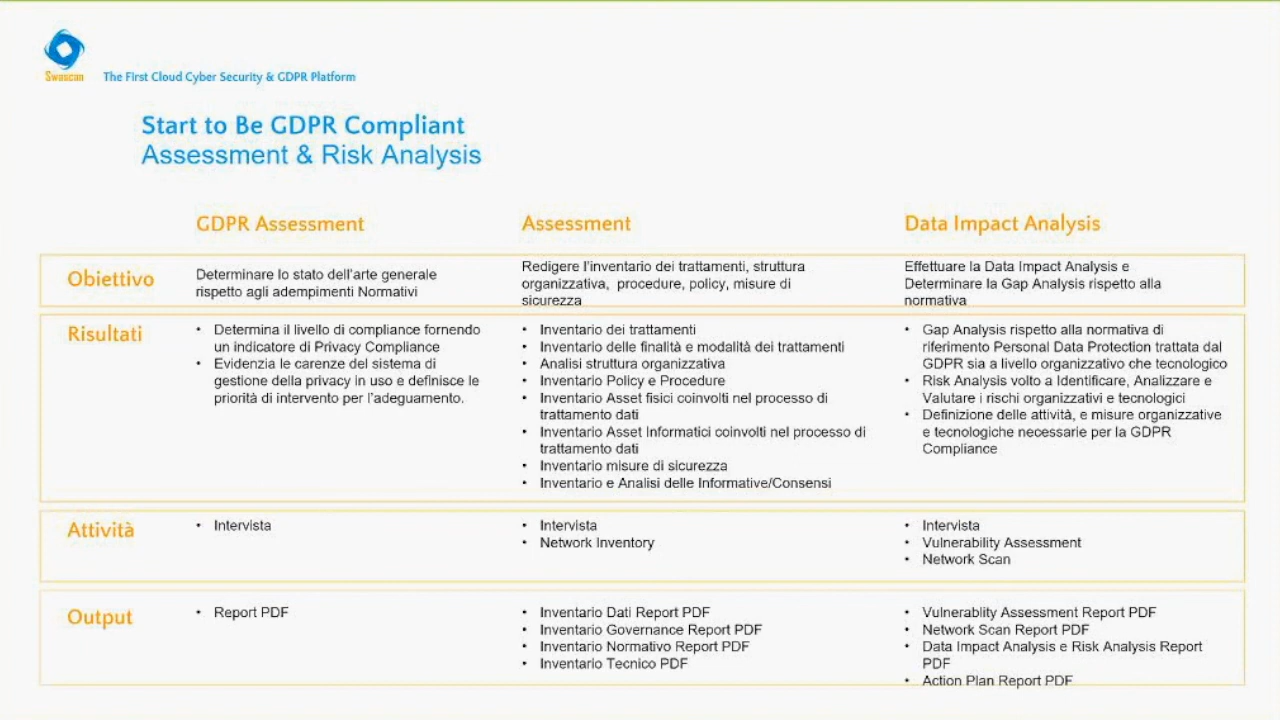 Swascan
The First Cloud Cyber Security & GDPR Platform
Start to Be GDPR Compliant
Assessment & Risk Analysis
GDPR Assessment
Assessment
Data Impact Analysis
Obiettivo
Determinare lo stato dell'arte generale
rispetto agli adempimenti Normativi
Redigere l'inventario dei trattamenti, struttura
organizzativa, procedure, policy, misure di
sicurezza
Effettuare la Data Impact Analysis e
Determinare la Gap Analysis rispetto alla
normativa
Risultati
• Determina il livello di compliance fornendo
un indicatore di Privacy Compliance
• Evidenzia le carenze del sistema di
gestione della privacy in uso e definisce le
priorità di intervento per l'adeguamento.
• Inventario dei trattamenti
• Inventario delle finalità e modalità dei trattamenti
• Analisi struttura organizzativa
• Inventario Policy e Procedure
• Inventario Asset fisici coinvolti nel processo di
trattamento dati
• Inventario Asset Informatici coinvolti nel processo di
trattamento dati
• Inventario misure di sicurezza
• Inventario e Analisi delle Informative/Consensi
• Gap Analysis rispetto alla normativa di
riferimento Personal Data Protection trattata dal
GDPR sia a livello organizzativo che tecnologico
• Risk Analysis volto a Identificare, Analizzare e
Valutare i rischi organizzativi e tecnologici
• Definizione delle attività, e misure organizzative
e tecnologiche necessarie per la GDPR
Compliance
Attività
• Intervista
• Intervista
• Network Inventory
• Intervista
• Vulnerability Assessment
• Network Scan
Output
• Report PDF
• Inventario Dati Report PDF
• Inventario Governance Report PDF
• Inventario Normativo Report PDF
• Inventario Tecnico PDF
• Vulnerablity Assessment Report PDF
• Network Scan Report PDF
• Data Impact Analysis e Risk Analysis Report
PDF
• Action Plan Report PDF